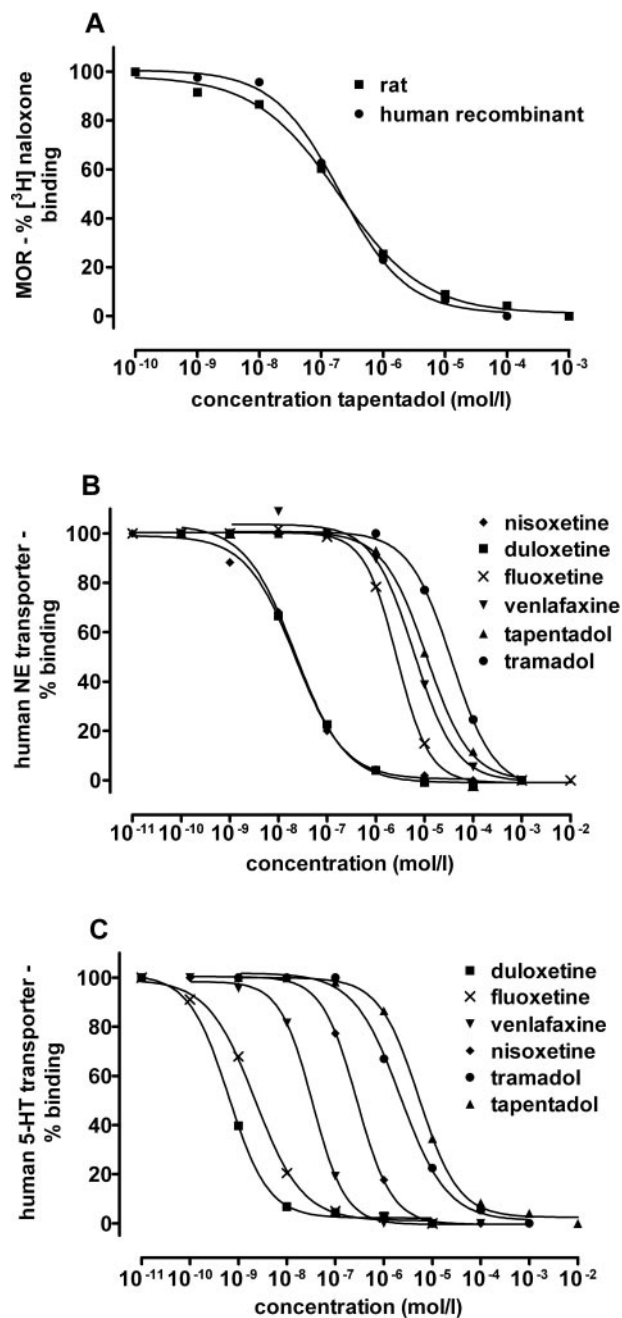 A
MOR - % [³H] naloxone
binding
100
80
60
40
20
0
rat
human recombinant
10⁻¹⁰ 10⁻⁹ 10⁻⁸ 10⁻⁷ 10⁻⁶ 10⁻⁵ 10⁻⁴ 10⁻³
concentration tapentadol (mol/l)
B
human NE transporter -
% binding
100
80
60
40
20
0
nisoxetine
duloxetine
fluoxetine
venlafaxine
tapentadol
tramadol
10⁻¹¹ 10⁻¹⁰ 10⁻⁹ 10⁻⁸ 10⁻⁷ 10⁻⁶ 10⁻⁵ 10⁻⁴ 10⁻³ 10⁻²
concentration (mol/l)
C
human 5-HT transporter -
% binding
100
80
60
40
20
0
duloxetine
fluoxetine
venlafaxine
nisoxetine
tramadol
tapentadol
10⁻¹¹ 10⁻¹⁰ 10⁻⁹ 10⁻⁸ 10⁻⁷ 10⁻⁶ 10⁻⁵ 10⁻⁴ 10⁻³ 10⁻²
concentration (mol/l)